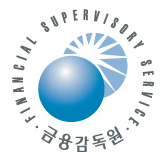 FINANCIAL SUPERVISORY SERVICE
금융감독원